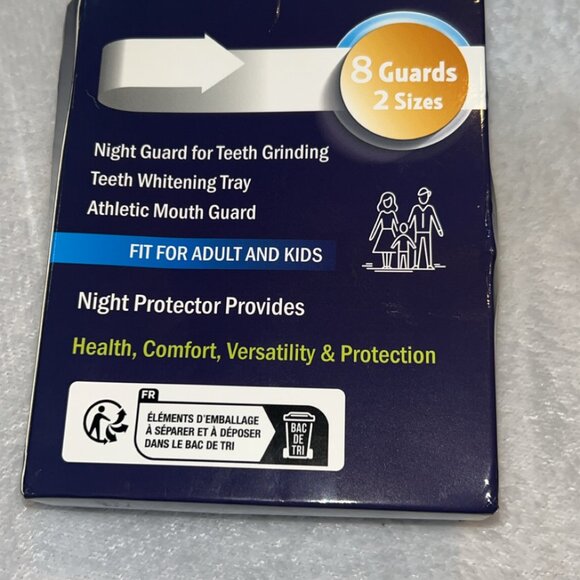 8 Guards
2 Sizes
Night Guard for Teeth Grinding
Teeth Whitening Tray
Athletic Mouth Guard
FIT FOR ADULT AND KIDS
Night Protector Provides
Health, Comfort, Versatility & Protection
FR
ÉLÉMENTS D'EMBALLAGE
À SÉPARER ET À DÉPOSER
DANS LE BAC DE TRI
BAC
DE
TRI